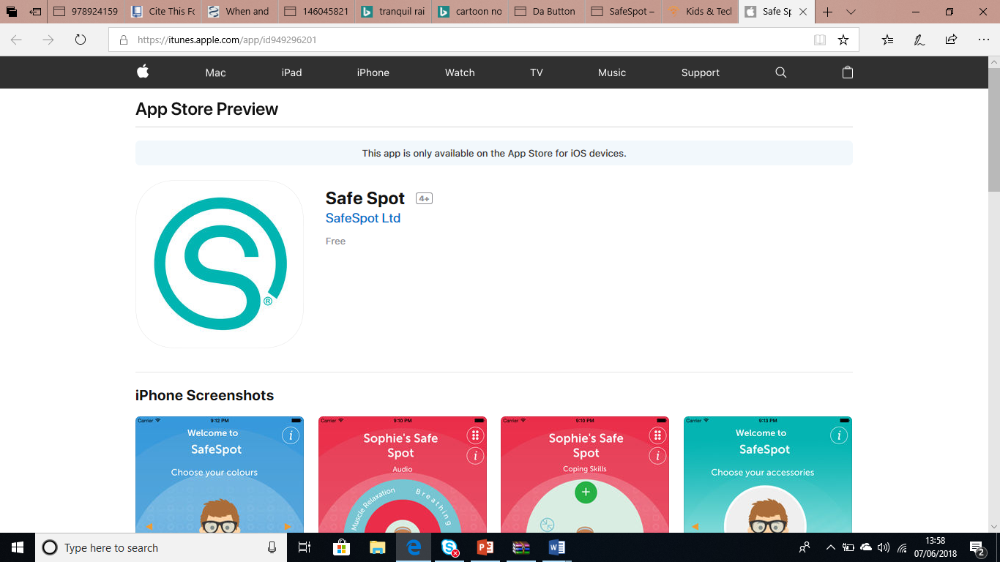 978924159
Cite This Fo
When and
146045821
tranquil rai
cartoon no
Da Button
SafeSpot –
Kids & Tech
Safe Sp
https://itunes.apple.com/app/id949296201
Mac
iPad
iPhone
Watch
TV
Music
Support
App Store Preview
This app is only available on the App Store for iOS devices.
S
®
Safe Spot 4+
SafeSpot Ltd
Free
iPhone Screenshots
Carrier 9:12 PM
Welcome to
SafeSpot
Choose your colours
i
Carrier 9:10 PM
Sophie's Safe
Spot
Audio
Muscle Relaxation
Breathing
i
Carrier 9:10 PM
Sophie's Safe
Spot
Coping Skills
i
Carrier 9:13 PM
Welcome to
SafeSpot
Choose your accessories
i
Type here to search
13:58
07/06/2018
2